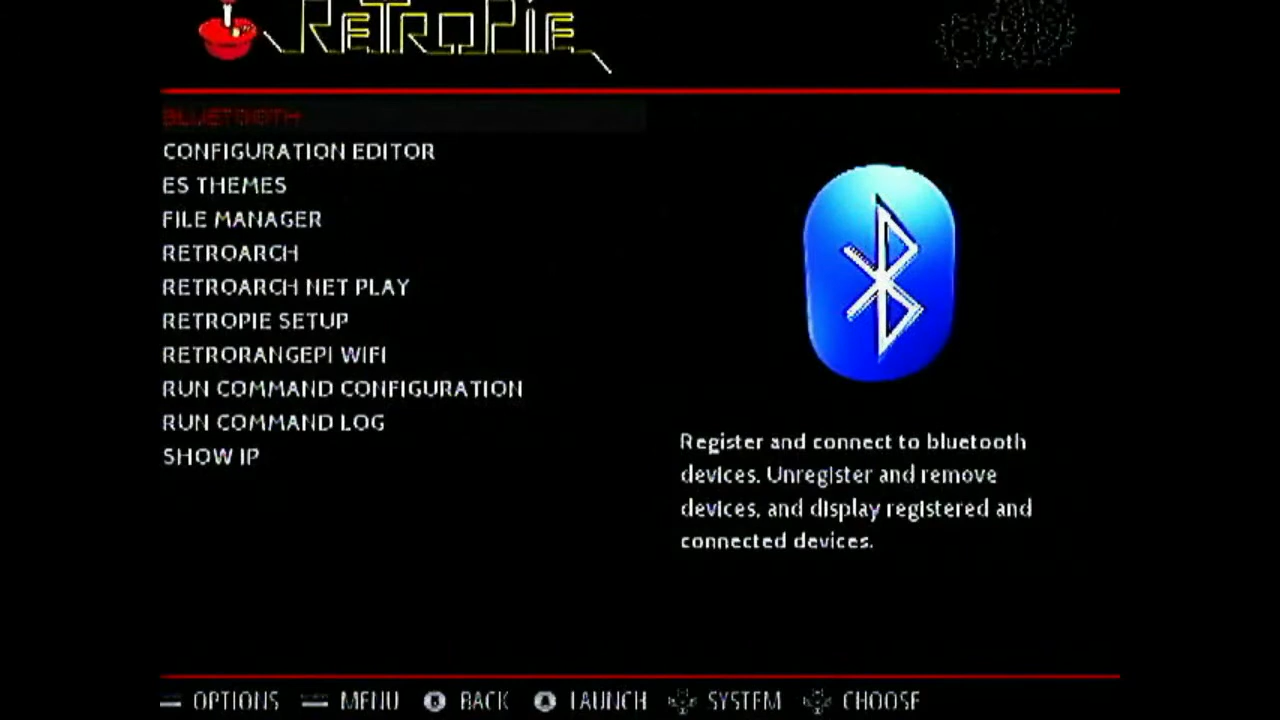 RETROPIE
BLUETOOTH
CONFIGURATION EDITOR
ES THEMES
FILE MANAGER
RETROARCH
RETROARCH NET PLAY
RETROPIE SETUP
RETRORANGEPI WIFI
RUN COMMAND CONFIGURATION
RUN COMMAND LOG
SHOW IP
Register and connect to bluetooth
devices. Unregister and remove
devices, and display registered and
connected devices.
OPTIONS MENU B BACK A LAUNCH SYSTEM CHOOSE